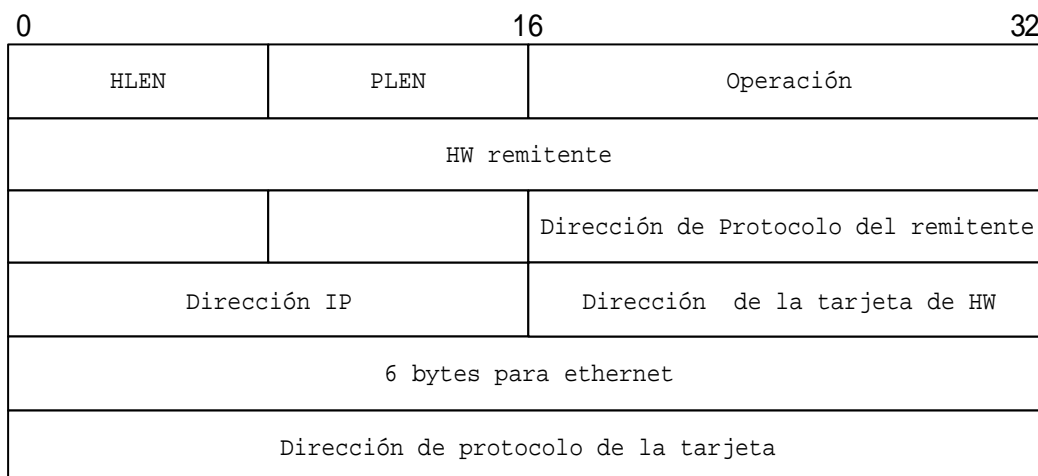 0 16 32
HLEN PLEN Operación
HW remitente
Dirección de Protocolo del remitente
Dirección IP Dirección de la tarjeta de HW
6 bytes para ethernet
Dirección de protocolo de la tarjeta